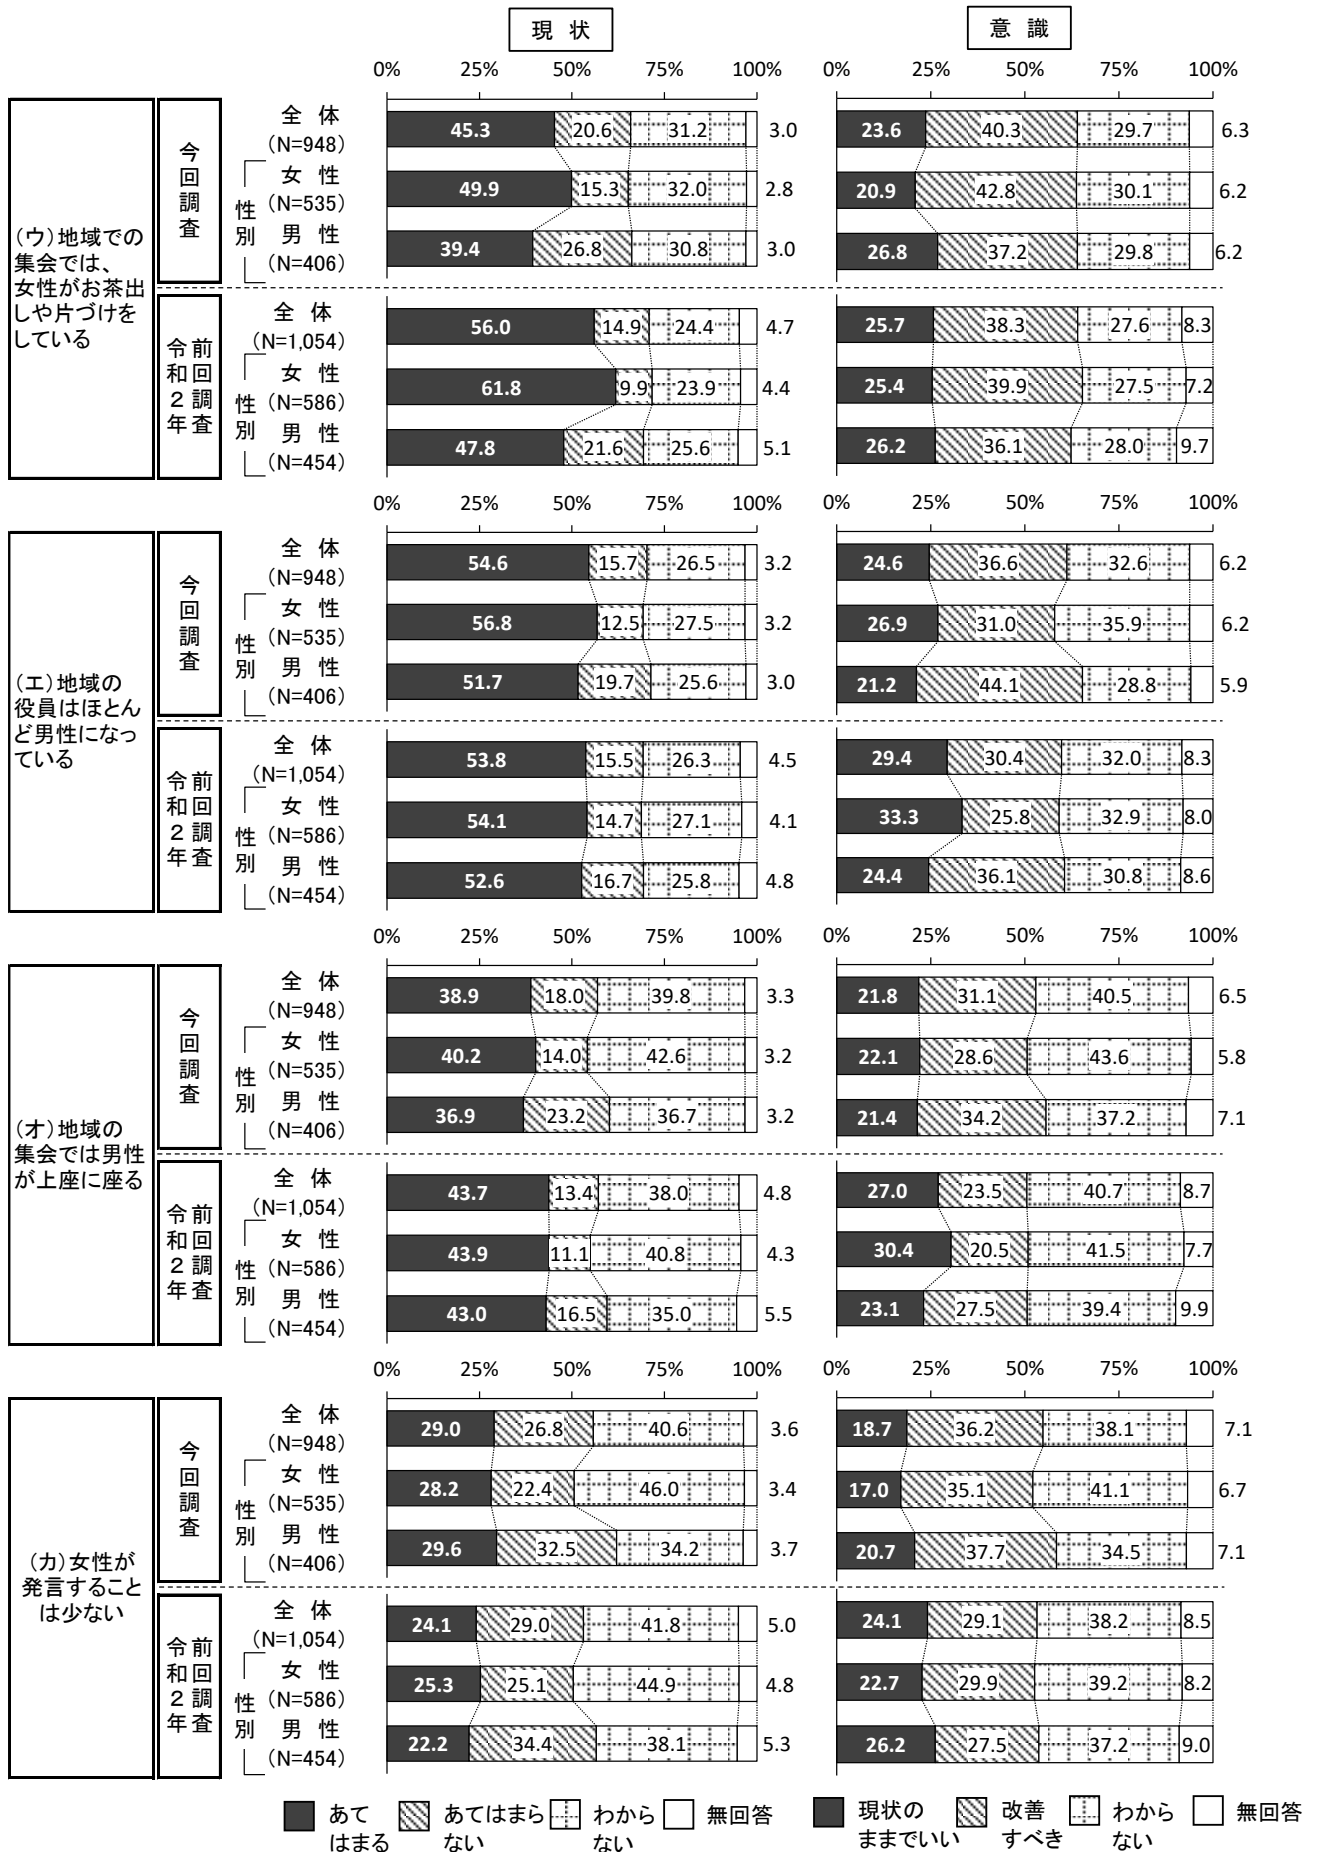 現 状
意 識
0% 25% 50% 75% 100%
0% 25% 50% 75% 100%
(ウ)地域での
集会では、
女性がお茶出
しや片づけを
している
今回調査
性別
全 体
(N=948)
45.3 20.6 31.2 3.0
23.6 40.3 29.7 6.3
女 性
(N=535)
49.9 15.3 32.0 2.8
20.9 42.8 30.1 6.2
男 性
(N=406)
39.4 26.8 30.8 3.0
26.8 37.2 29.8 6.2
前回調査
令和2年
性別
全 体
(N=1,054)
56.0 14.9 24.4 4.7
25.7 38.3 27.6 8.3
女 性
(N=586)
61.8 9.9 23.9 4.4
25.4 39.9 27.5 7.2
男 性
(N=454)
47.8 21.6 25.6 5.1
26.2 36.1 28.0 9.7
0% 25% 50% 75% 100%
0% 25% 50% 75% 100%
(エ)地域の
役員はほとん
ど男性になっ
ている
今回調査
性別
全 体
(N=948)
54.6 15.7 26.5 3.2
24.6 36.6 32.6 6.2
女 性
(N=535)
56.8 12.5 27.5 3.2
26.9 31.0 35.9 6.2
男 性
(N=406)
51.7 19.7 25.6 3.0
21.2 44.1 28.8 5.9
前回調査
令和2年
性別
全 体
(N=1,054)
53.8 15.5 26.3 4.5
29.4 30.4 32.0 8.3
女 性
(N=586)
54.1 14.7 27.1 4.1
33.3 25.8 32.9 8.0
男 性
(N=454)
52.6 16.7 25.8 4.8
24.4 36.1 30.8 8.6
0% 25% 50% 75% 100%
0% 25% 50% 75% 100%
(オ)地域の
集会では男性
が上座に座る
今回調査
性別
全 体
(N=948)
38.9 18.0 39.8 3.3
21.8 31.1 40.5 6.5
女 性
(N=535)
40.2 14.0 42.6 3.2
22.1 28.6 43.6 5.8
男 性
(N=406)
36.9 23.2 36.7 3.2
21.4 34.2 37.2 7.1
前回調査
令和2年
性別
全 体
(N=1,054)
43.7 13.4 38.0 4.8
27.0 23.5 40.7 8.7
女 性
(N=586)
43.9 11.1 40.8 4.3
30.4 20.5 41.5 7.7
男 性
(N=454)
43.0 16.5 35.0 5.5
23.1 27.5 39.4 9.9
0% 25% 50% 75% 100%
0% 25% 50% 75% 100%
(カ)女性が
発言すること
は少ない
今回調査
性別
全 体
(N=948)
29.0 26.8 40.6 3.6
18.7 36.2 38.1 7.1
女 性
(N=535)
28.2 22.4 46.0 3.4
17.0 35.1 41.1 6.7
男 性
(N=406)
29.6 32.5 34.2 3.7
20.7 37.7 34.5 7.1
前回調査
令和2年
性別
全 体
(N=1,054)
24.1 29.0 41.8 5.0
24.1 29.1 38.2 8.5
女 性
(N=586)
25.3 25.1 44.9 4.8
22.7 29.9 39.2 8.2
男 性
(N=454)
22.2 34.4 38.1 5.3
26.2 27.5 37.2 9.0
あて
はまる
あてはまら
ない
わから
ない
無回答
現状の
ままでいい
改善
すべき
わから
ない
無回答